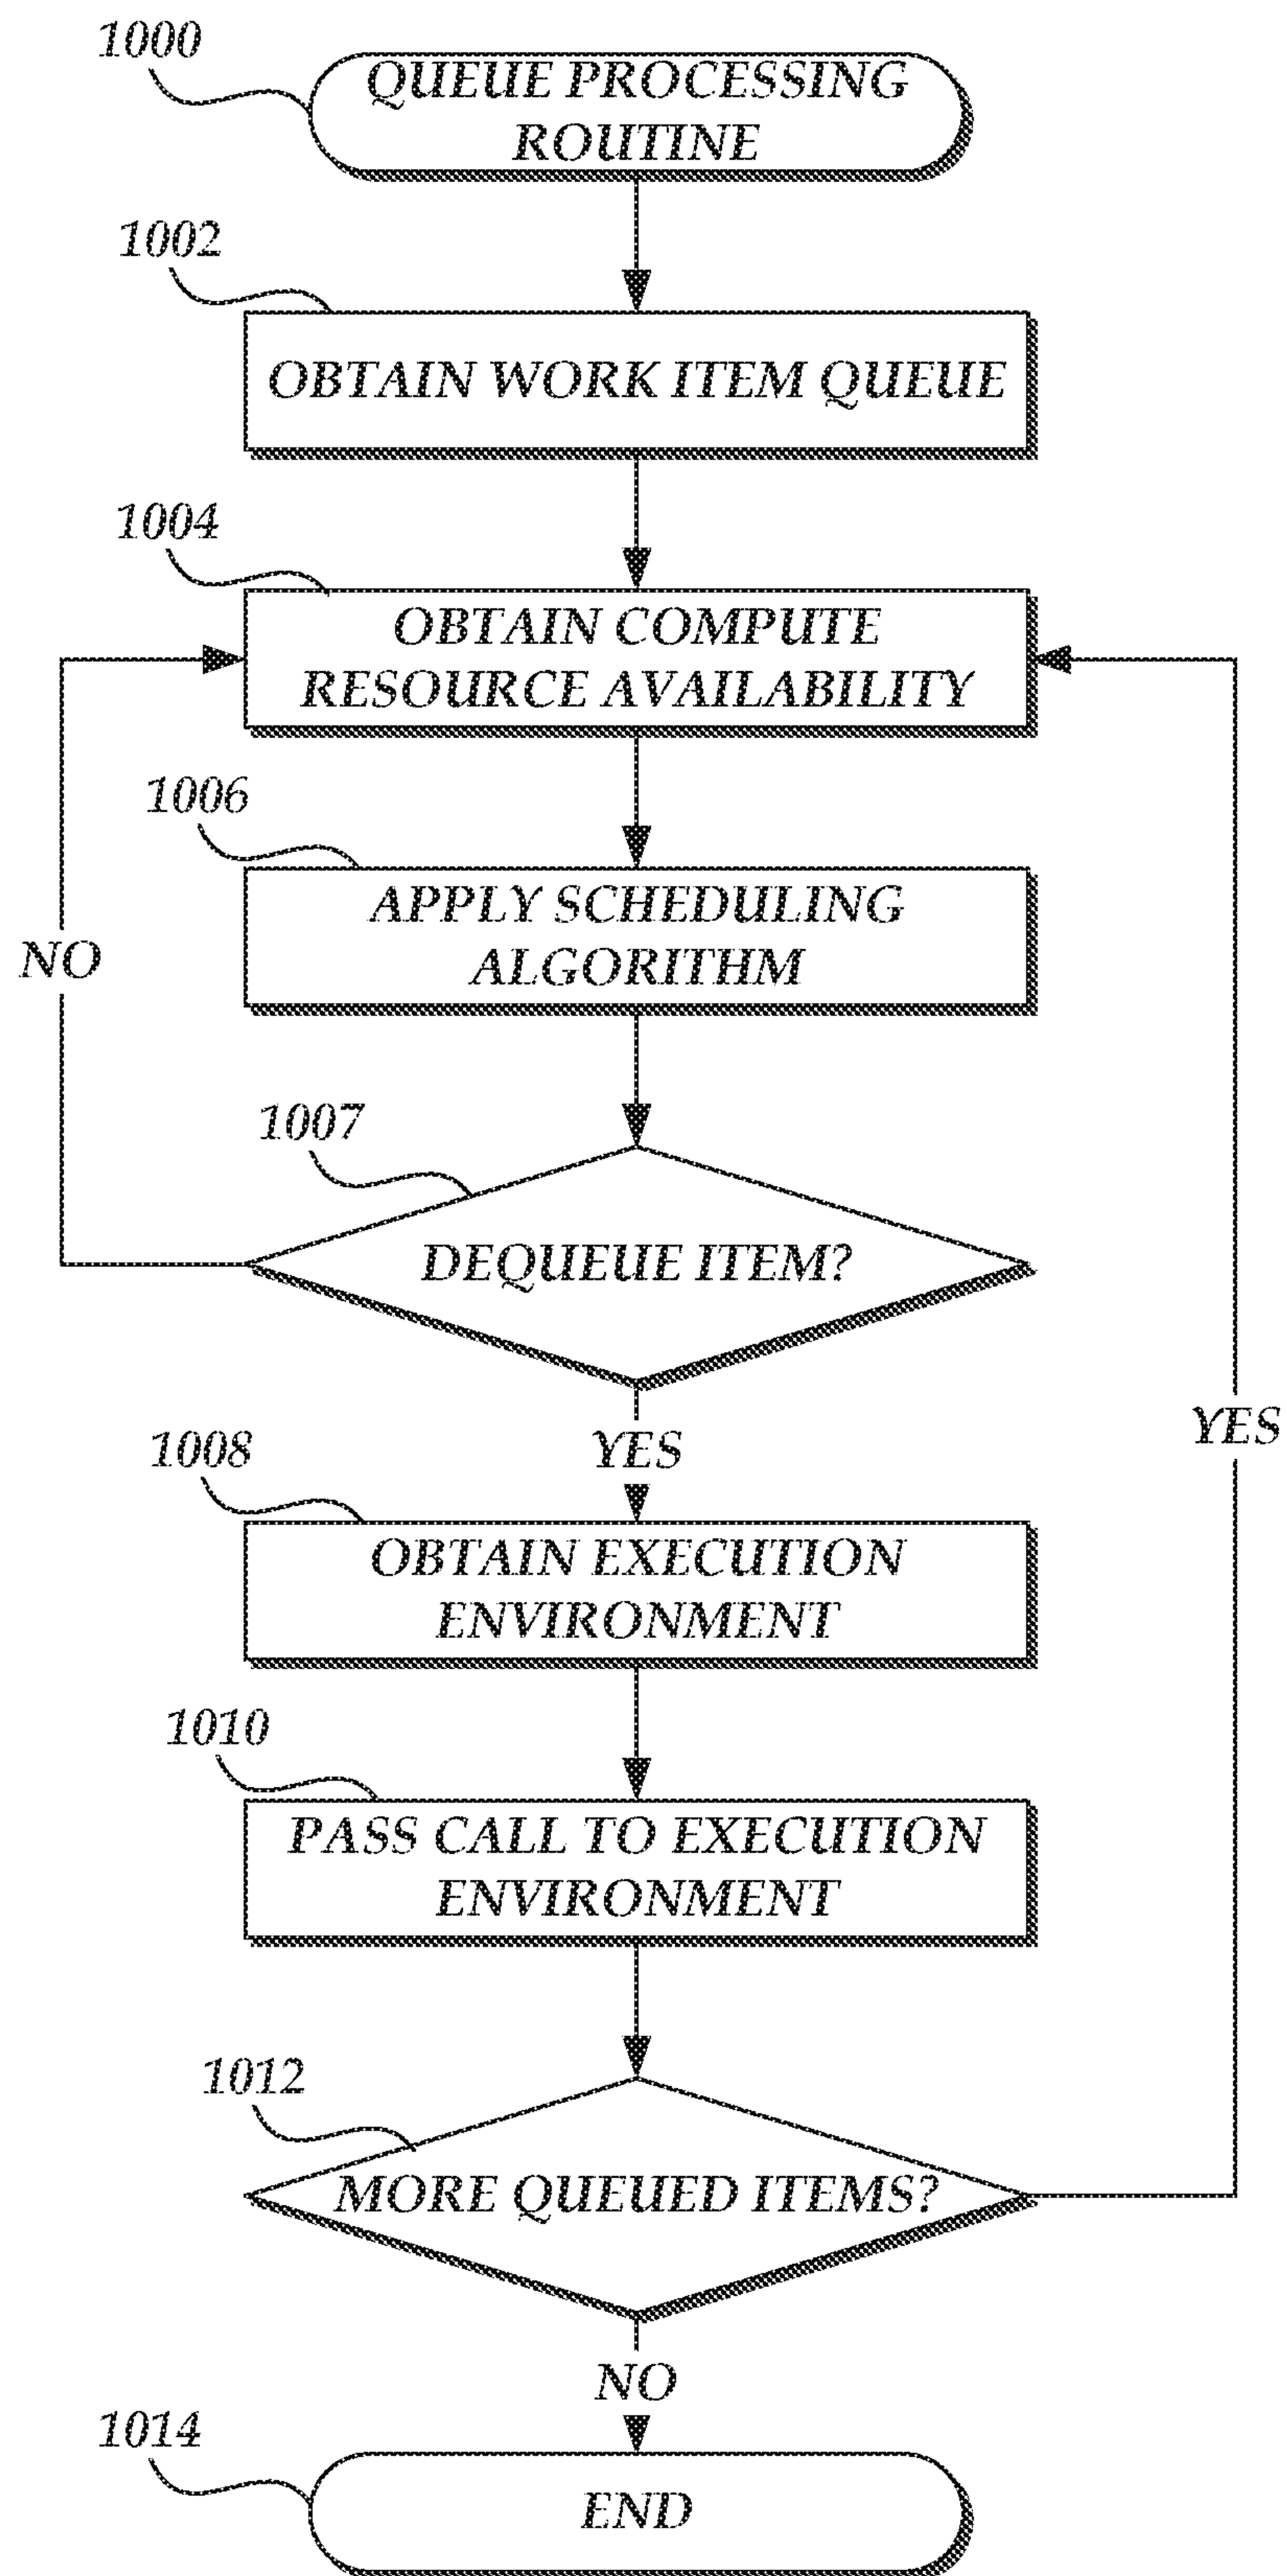 1000
QUEUE PROCESSING
ROUTINE
1002
OBTAIN WORK ITEM QUEUE
1004
OBTAIN COMPUTE
RESOURCE AVAILABILITY
1006
APPLY SCHEDULING
ALGORITHM
NO
1007
DEQUEUE ITEM?
YES
YES
1008
OBTAIN EXECUTION
ENVIRONMENT
1010
PASS CALL TO EXECUTION
ENVIRONMENT
1012
MORE QUEUED ITEMS?
NO
1014
END